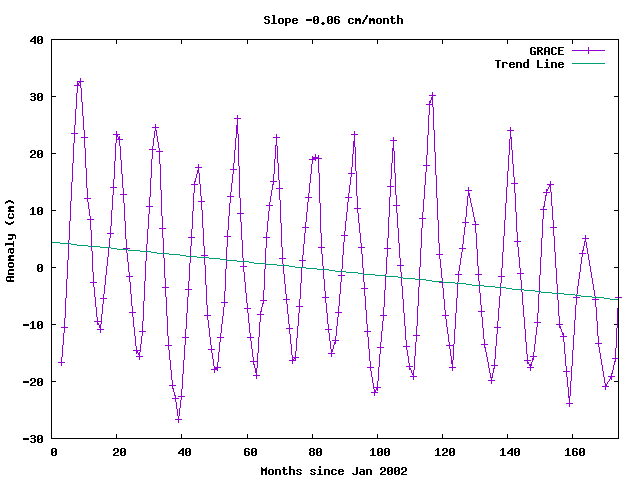 Slope -0.06 cm/month
GRACE
Trend Line
40
30
20
10
0
-10
-20
-30
Anomaly (cm)
0 20 40 60 80 100 120 140 160
Months since Jan 2002